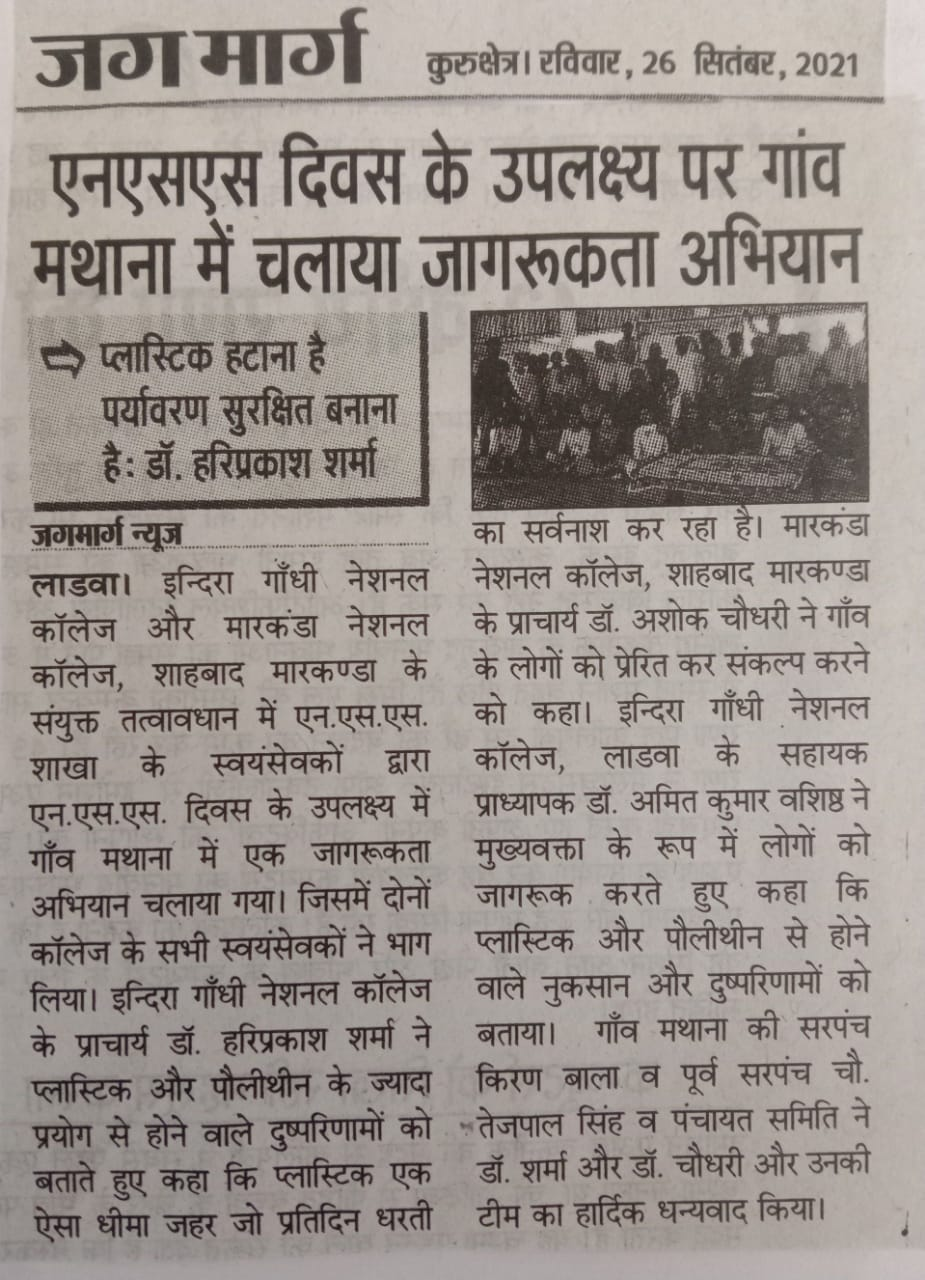 जग मार्ग
कुरुक्षेत्र। रविवार, 26 सितंबर, 2021
एनएसएस दिवस के उपलक्ष्य पर गांव
मथाना में चलाया जागरूकता अभियान
⇨ प्लास्टिक हटाना है
पर्यावरण सुरक्षित बनाना
है: डॉ. हरिप्रकाश शर्मा
जगमार्ग न्यूज
लाडवा। इन्दिरा गाँधी नेशनल
कॉलेज और मारकंडा नेशनल
कॉलेज, शाहबाद मारकण्डा के
संयुक्त तत्वावधान में एन.एस.एस.
शाखा के स्वयंसेवकों द्वारा
एन.एस.एस. दिवस के उपलक्ष्य में
गाँव मथाना में एक जागरूकता
अभियान चलाया गया। जिसमें दोनों
कॉलेज के सभी स्वयंसेवकों ने भाग
लिया। इन्दिरा गाँधी नेशनल कॉलेज
के प्राचार्य डॉ. हरिप्रकाश शर्मा ने
प्लास्टिक और पौलीथीन के ज्यादा
प्रयोग से होने वाले दुष्परिणामों को
बताते हुए कहा कि प्लास्टिक एक
ऐसा धीमा जहर जो प्रतिदिन धरती
का सर्वनाश कर रहा है। मारकंडा
नेशनल कॉलेज, शाहबाद मारकण्डा
के प्राचार्य डॉ. अशोक चौधरी ने गाँव
के लोगों को प्रेरित कर संकल्प करने
को कहा। इन्दिरा गाँधी नेशनल
कॉलेज, लाडवा के सहायक
प्राध्यापक डॉ. अमित कुमार वशिष्ठ ने
मुख्यवक्ता के रूप में लोगों को
जागरूक करते हुए कहा कि
प्लास्टिक और पौलीथीन से होने
वाले नुकसान और दुष्परिणामों को
बताया। गाँव मथाना की सरपंच
किरण बाला व पूर्व सरपंच चौ.
तेजपाल सिंह व पंचायत समिति ने
डॉ. शर्मा और डॉ. चौधरी और उनकी
टीम का हार्दिक धन्यवाद किया।